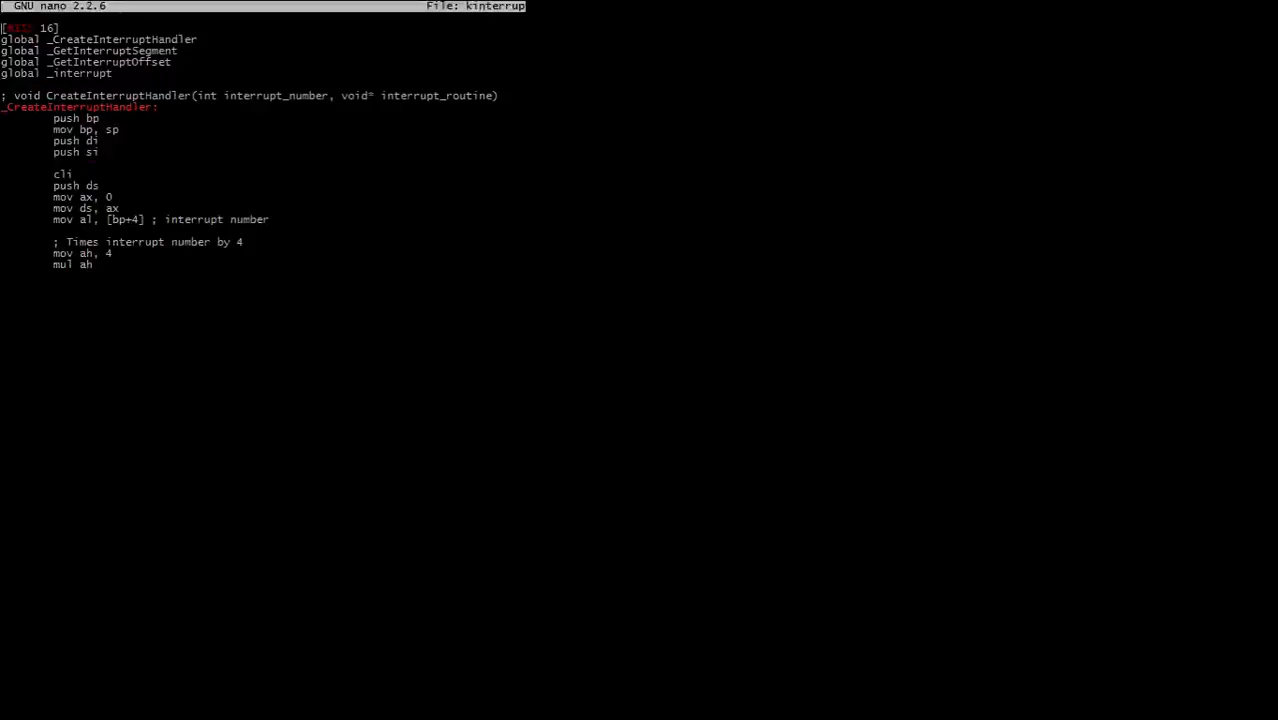 GNU nano 2.2.6 File: kinterrup
[BITS 16]
global _CreateInterruptHandler
global _GetInterruptSegment
global _GetInterruptOffset
global _interrupt
; void CreateInterruptHandler(int interrupt_number, void* interrupt_routine)
_CreateInterruptHandler:
push bp
mov bp, sp
push di
push si
cli
push ds
mov ax, 0
mov ds, ax
mov al, [bp+4] ; interrupt number
; Times interrupt number by 4
mov ah, 4
mul ah